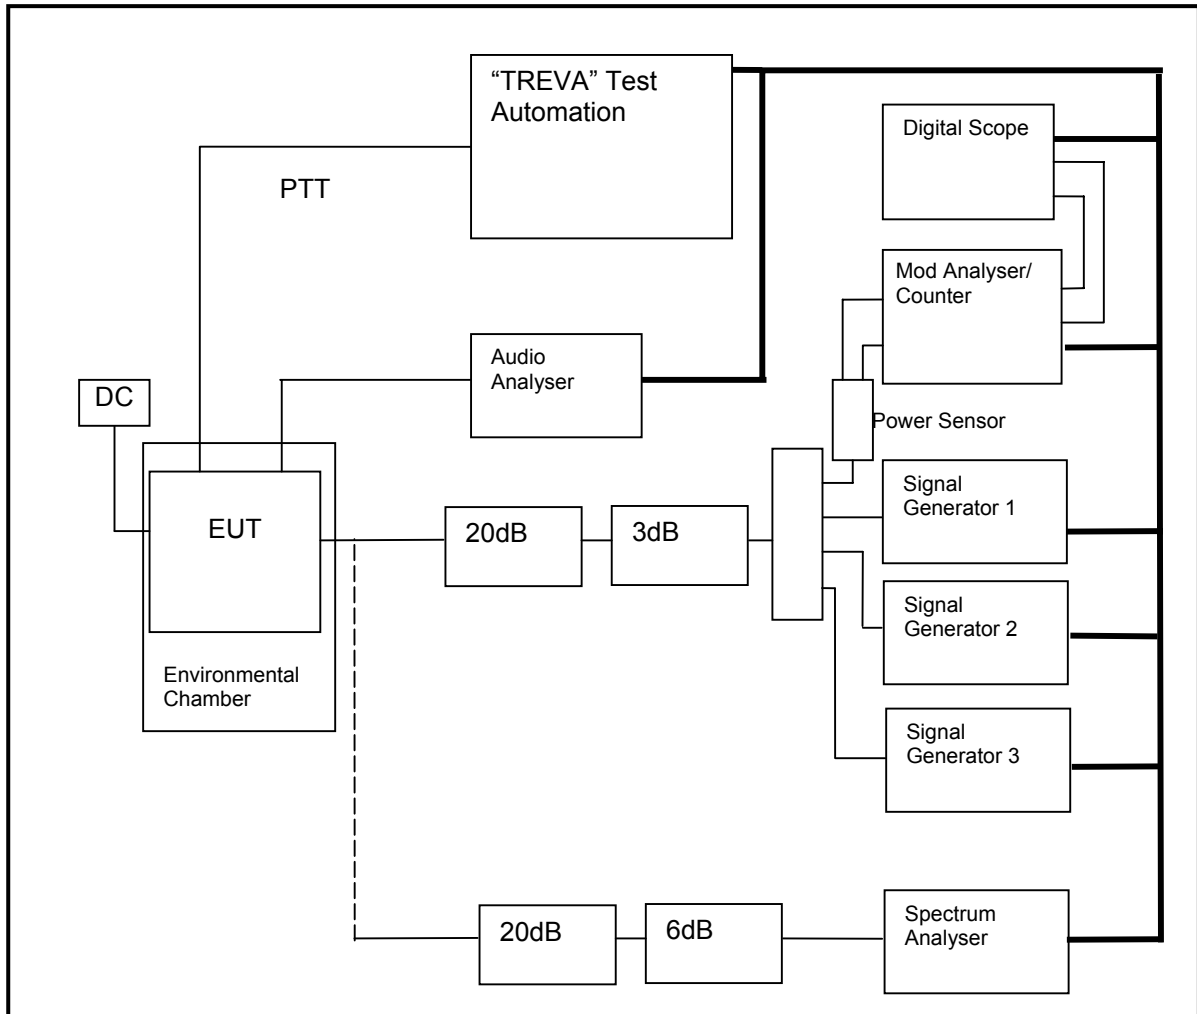 “TREVA” Test
Automation
Digital Scope
PTT
Mod Analyser/
Counter
Audio
Analyser
DC
Power Sensor
EUT
20dB
3dB
Signal
Generator 1
Signal
Generator 2
Environmental
Chamber
Signal
Generator 3
20dB
6dB
Spectrum
Analyser